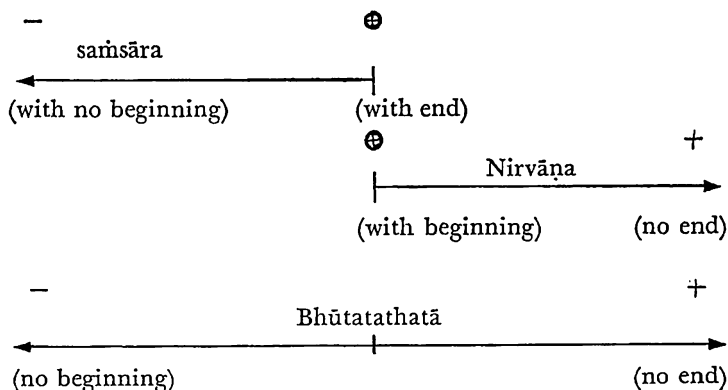 −
saṁsāra
(with no beginning) (with end)
+
Nirvāṇa
(with beginning) (no end)
− +
Bhūtatathatā
(no beginning) (no end)